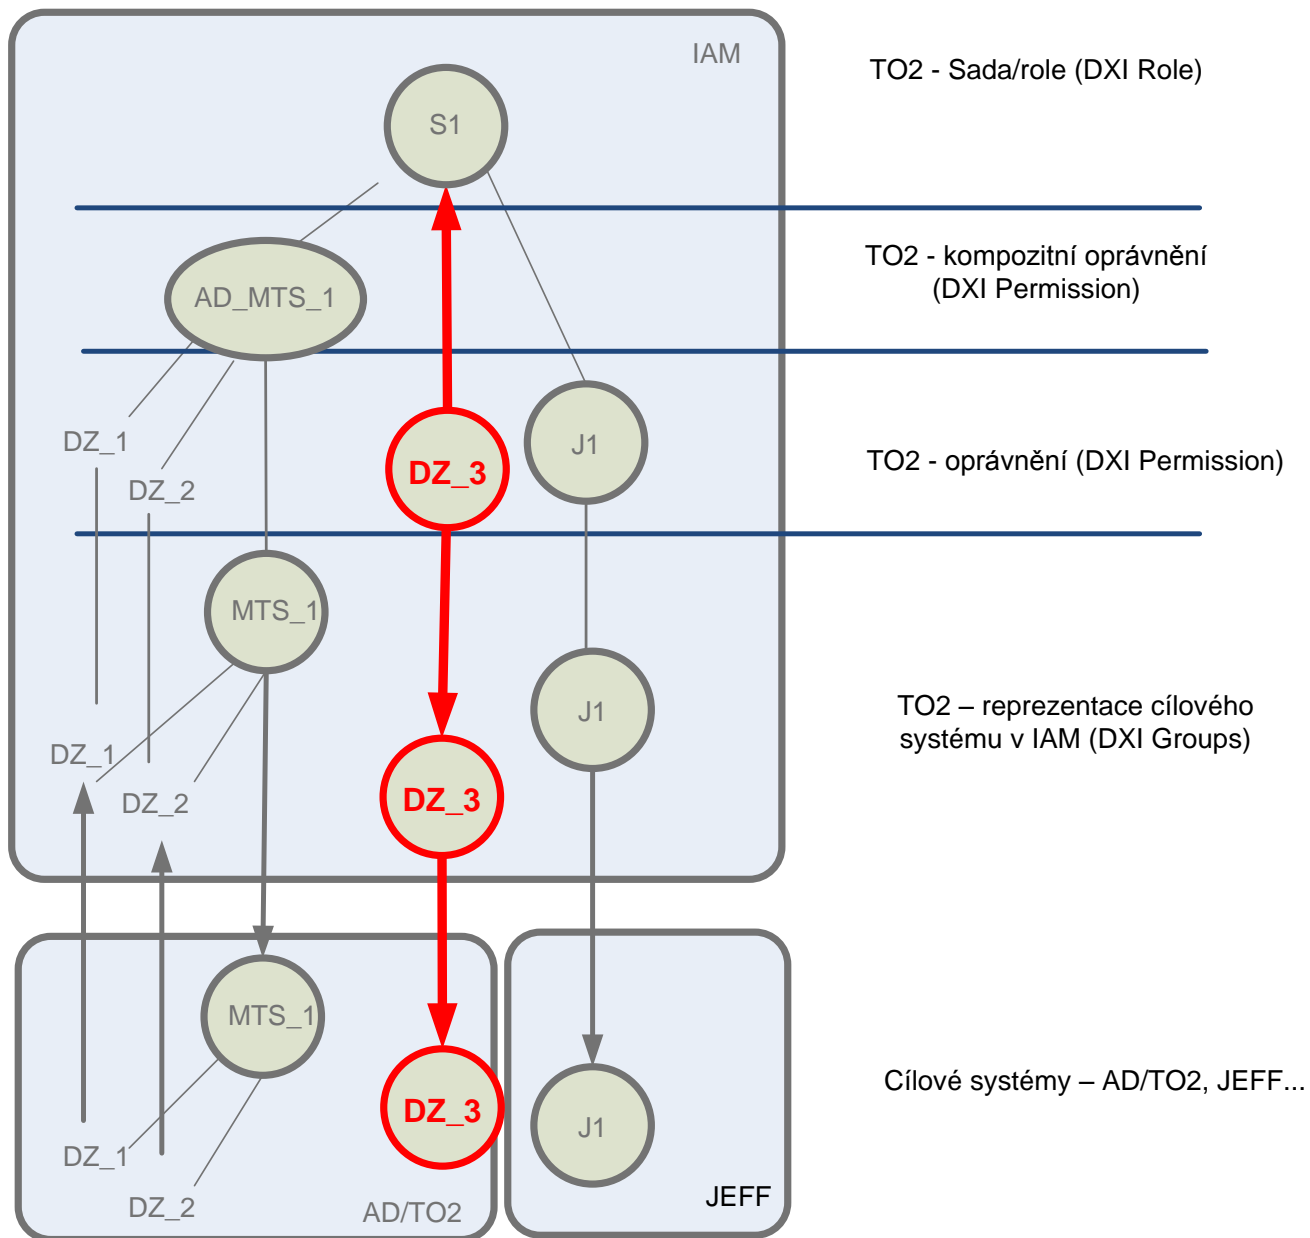 IAM
TO2 - Sada/role (DXI Role)
S1
TO2 - kompozitní oprávnění
(DXI Permission)
AD_MTS_1
DZ_1
DZ_2
DZ_3
J1
TO2 - oprávnění (DXI Permission)
MTS_1
J1
TO2 – reprezentace cílového
systému v IAM (DXI Groups)
DZ_1
DZ_2
DZ_3
MTS_1
DZ_3
J1
Cílové systémy – AD/TO2, JEFF...
DZ_1
DZ_2
AD/TO2
JEFF